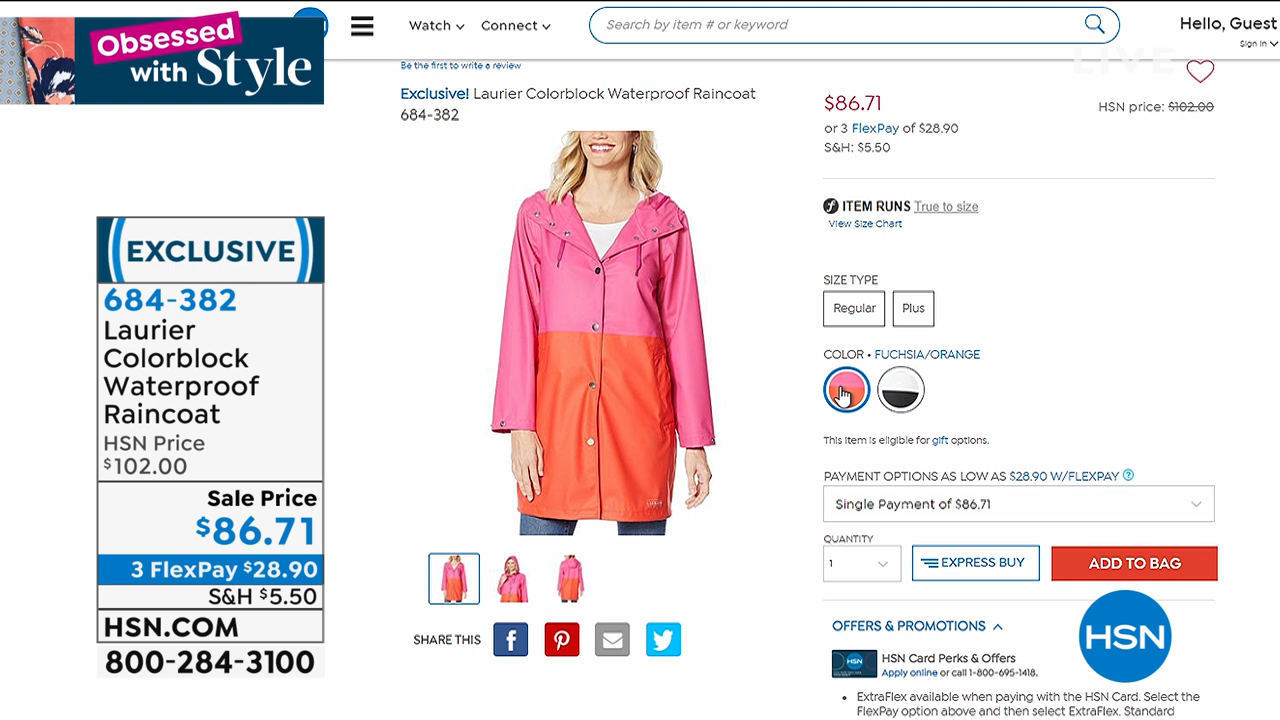 Obsessed
with Style
Watch
Connect
Search by item # or keyword
Hello, Guest
Sign In
LIVE
Be the first to write a review
Exclusive! Laurier Colorblock Waterproof Raincoat
684-382
$86.71
HSN price: $102.00
or 3 FlexPay of $28.90
S&H: $5.50
ITEM RUNS True to size
View Size Chart
SIZE TYPE
Regular
Plus
COLOR • FUCHSIA/ORANGE
This item is eligible for gift options.
PAYMENT OPTIONS AS LOW AS $28.90 W/FLEXPAY ?
Single Payment of $86.71
QUANTITY
1
EXPRESS BUY
ADD TO BAG
OFFERS & PROMOTIONS
HSN
HSN
HSN Card Perks & Offers
Apply online or call 1-800-695-1418.
• ExtraFlex available when paying with the HSN Card. Select the
FlexPay option above and then select ExtraFlex. Standard
SHARE THIS
EXCLUSIVE
684-382
Laurier
Colorblock
Waterproof
Raincoat
HSN Price
$102.00
Sale Price
$86.71
3 FlexPay $28.90
S&H $5.50
HSN.COM
800-284-3100